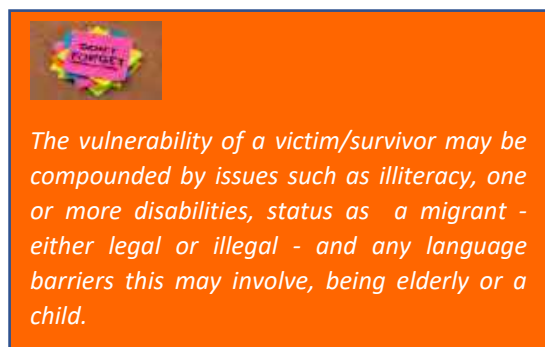 DON'T
FORGET
The vulnerability of a victim/survivor may be
compounded by issues such as illiteracy, one
or more disabilities, status as a migrant -
either legal or illegal - and any language
barriers this may involve, being elderly or a
child.